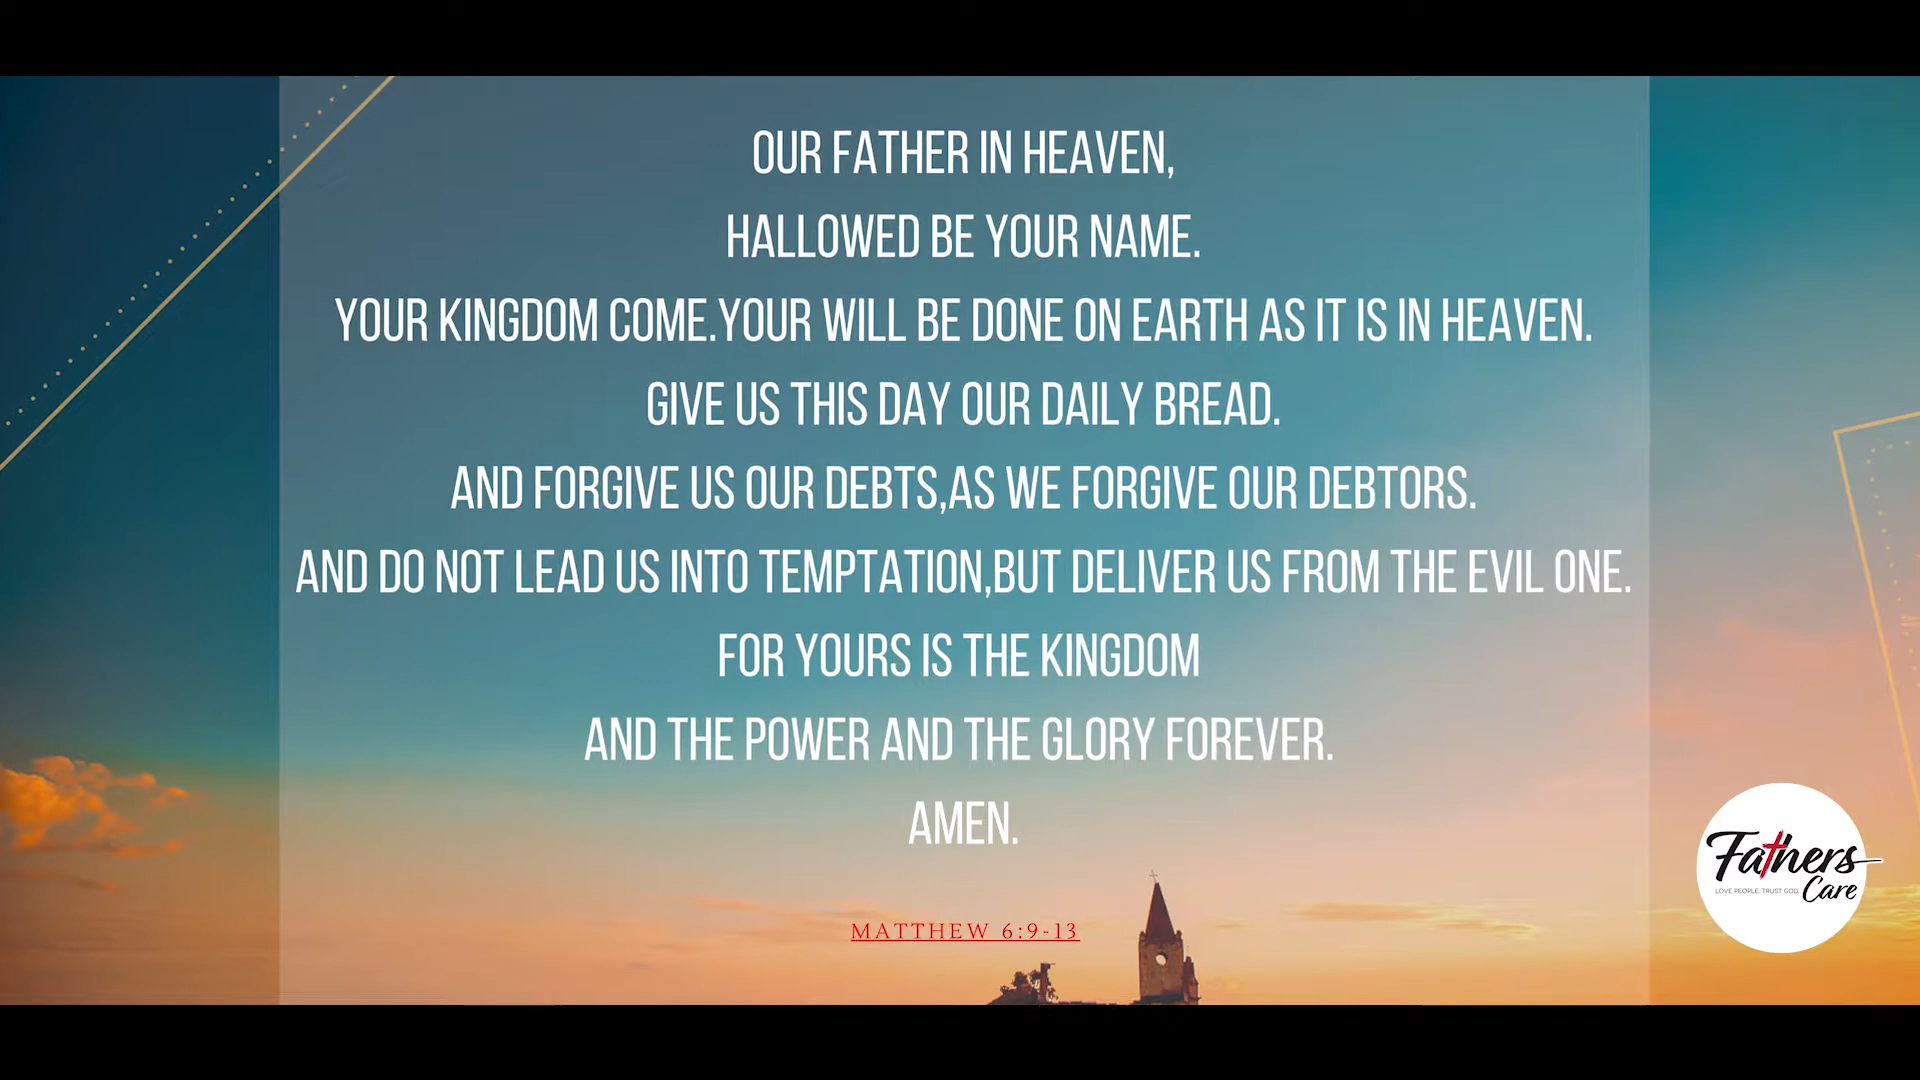 OUR FATHER IN HEAVEN,
HALLOWED BE YOUR NAME.
YOUR KINGDOM COME.YOUR WILL BE DONE ON EARTH AS IT IS IN HEAVEN.
GIVE US THIS DAY OUR DAILY BREAD.
AND FORGIVE US OUR DEBTS,AS WE FORGIVE OUR DEBTORS.
AND DO NOT LEAD US INTO TEMPTATION,BUT DELIVER US FROM THE EVIL ONE.
FOR YOURS IS THE KINGDOM
AND THE POWER AND THE GLORY FOREVER.
AMEN.
MATTHEW 6:9-13
Fathers
LOVE PEOPLE. TRUST GOD.
Care